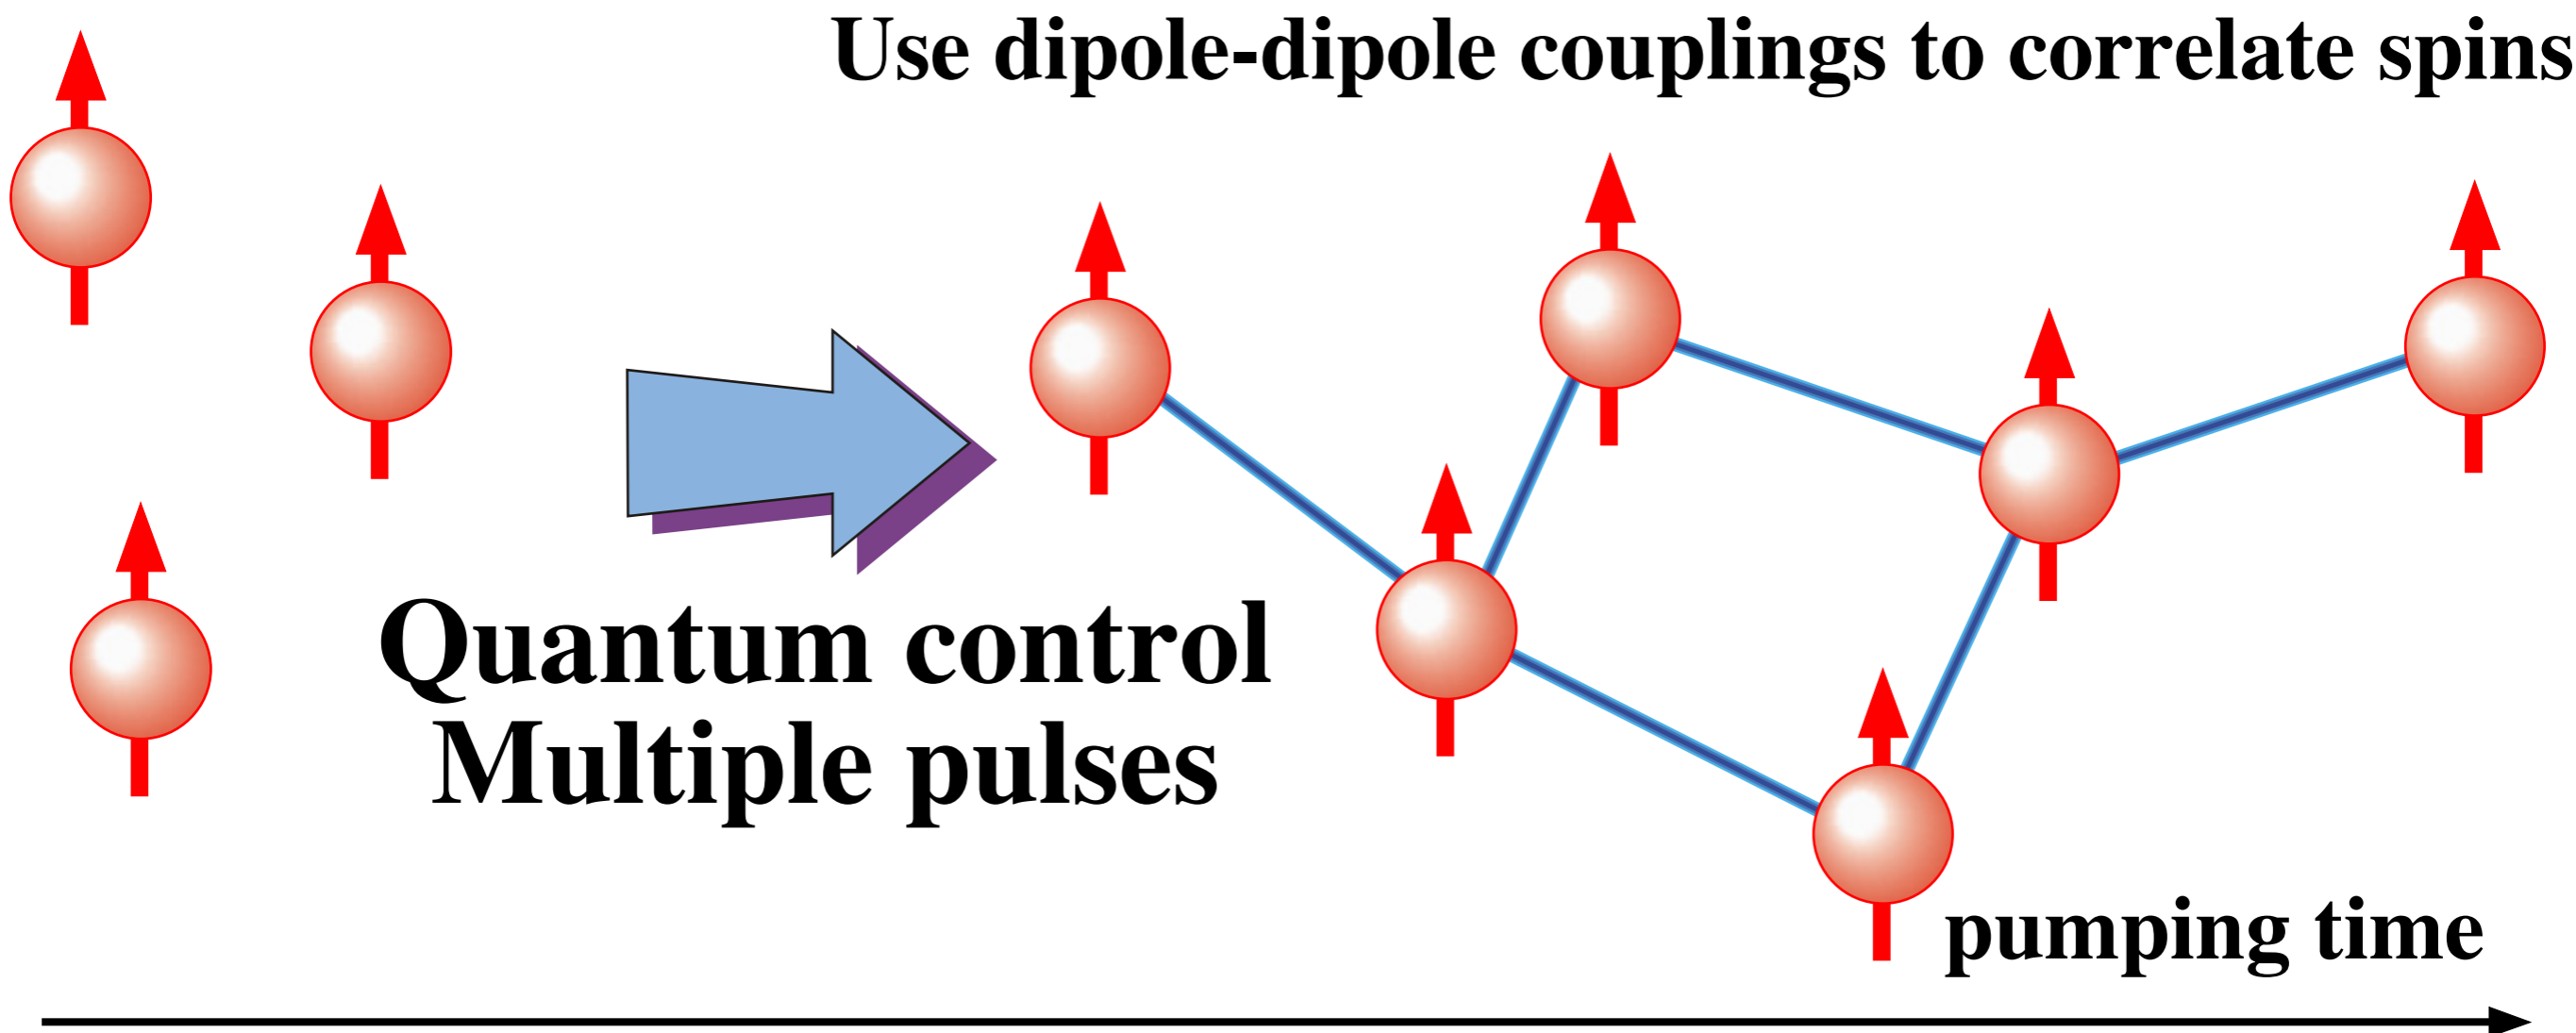 Use dipole-dipole couplings to correlate spins
Quantum control
Multiple pulses
pumping time